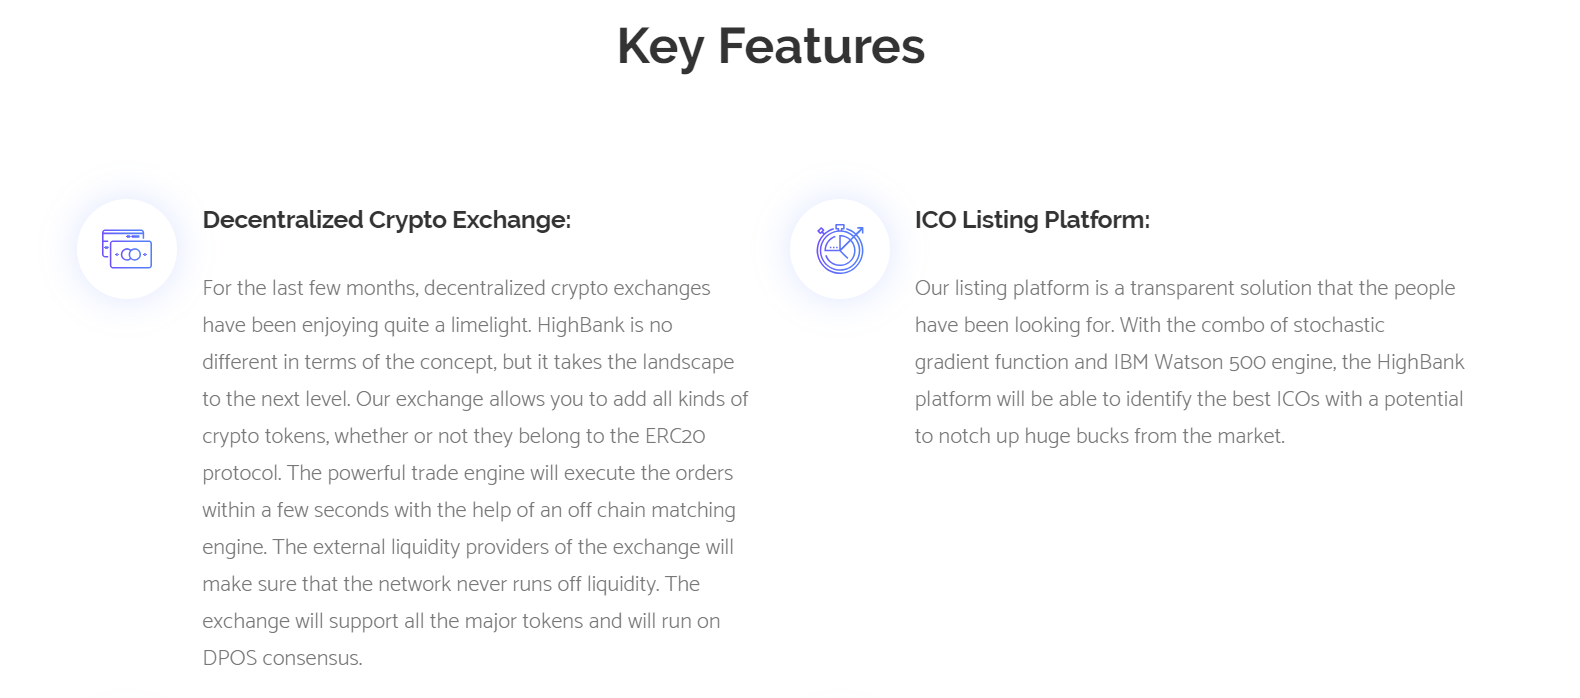 Key Features
Decentralized Crypto Exchange:
For the last few months, decentralized crypto exchanges
have been enjoying quite a limelight. HighBank is no
different in terms of the concept, but it takes the landscape
to the next level. Our exchange allows you to add all kinds of
crypto tokens, whether or not they belong to the ERC20
protocol. The powerful trade engine will execute the orders
within a few seconds with the help of an off chain matching
engine. The external liquidity providers of the exchange will
make sure that the network never runs off liquidity. The
exchange will support all the major tokens and will run on
DPOS consensus.
ICO Listing Platform:
Our listing platform is a transparent solution that the people
have been looking for. With the combo of stochastic
gradient function and IBM Watson 500 engine, the HighBank
platform will be able to identify the best ICOs with a potential
to notch up huge bucks from the market.